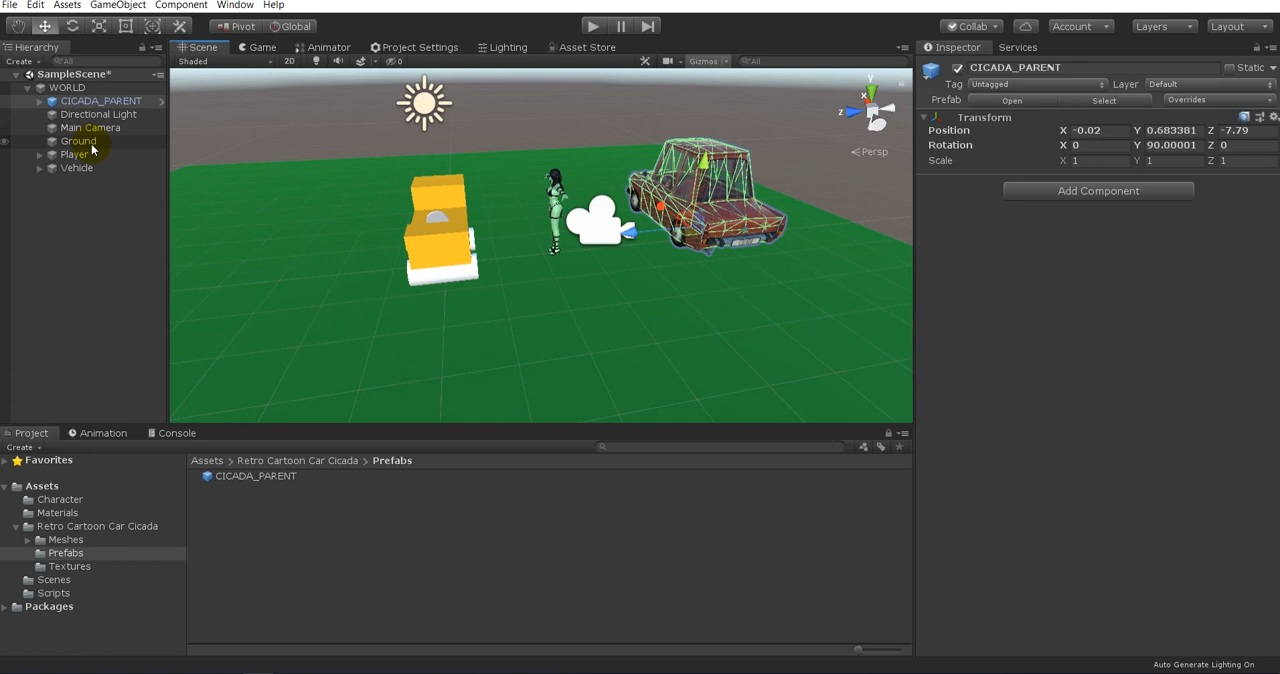 File Edit Assets GameObject Component Window Help
Pivot Global Collab Account Layers Layout
Hierarchy Scene Game Animator Project Settings Lighting Asset Store Inspector Services
Create All Shaded 2D 0 Gizmos All
CICADA_PARENT Static
SampleScene*
Tag Untagged Layer Default
WORLD
Prefab Open Select Overrides
CICADA_PARENT
Transform
Directional Light
Position X -0.02 Y 0.683381 Z -7.79
Main Camera
Rotation X 0 Y 90.00001 Z 0
Ground
Scale X 1 Y 1 Z 1
Player
Vehicle
Add Component
y
x
z
Persp
Project Animation Console
Create
Favorites
Assets > Retro Cartoon Car Cicada > Prefabs
CICADA_PARENT
Assets
Character
Materials
Retro Cartoon Car Cicada
Meshes
Prefabs
Textures
Scenes
Scripts
Packages
Auto Generate Lighting On